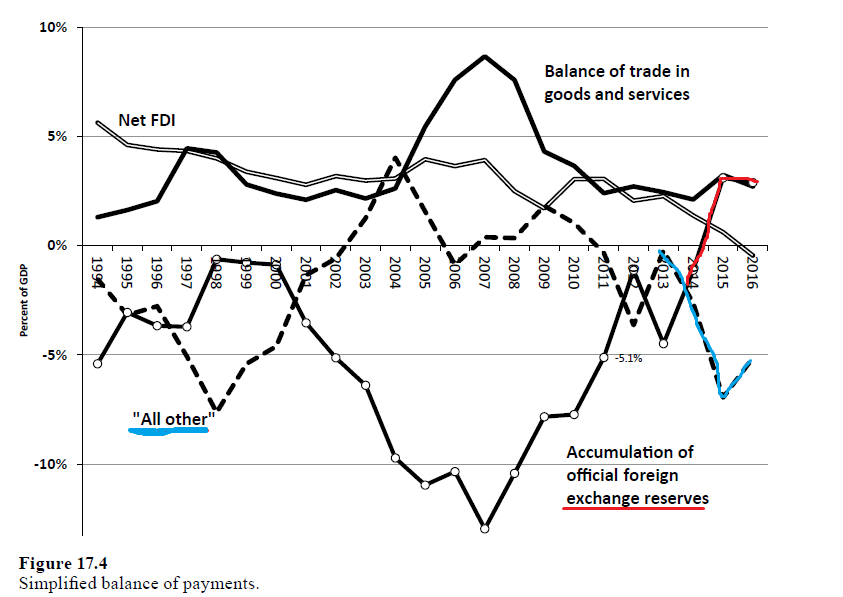 10%
Balance of trade in
goods and services
Net FDI
5%
0%
1994
1995
1996
1997
1998
1999
2000
2001
2002
2003
2004
2005
2006
2007
2008
2009
2010
2011
2012
2013
2014
2015
2016
Percent of GDP
-5%
-5.1%
"All other"
Accumulation of
official foreign
exchange reserves
-10%
Figure 17.4
Simplified balance of payments.